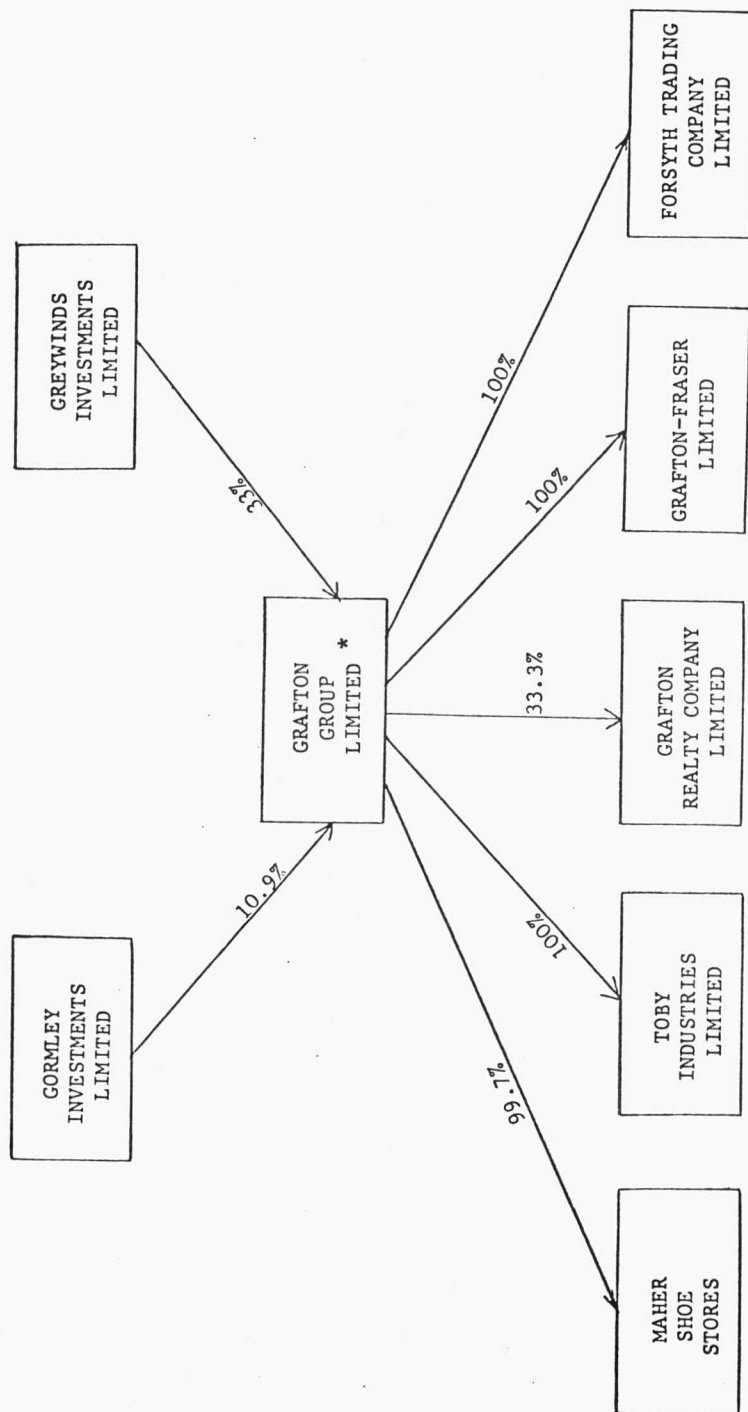 GORMLEY
INVESTMENTS
LIMITED
GREYWINDS
INVESTMENTS
LIMITED
10.9%
33%
GRAFTON
GROUP
LIMITED *
99.7%
100%
33.3%
100%
100%
MAHER
SHOE
STORES
TOBY
INDUSTRIES
LIMITED
GRAFTON
REALTY COMPANY
LIMITED
GRAFTON-FRASER
LIMITED
FORSYTH TRADING
COMPANY
LIMITED